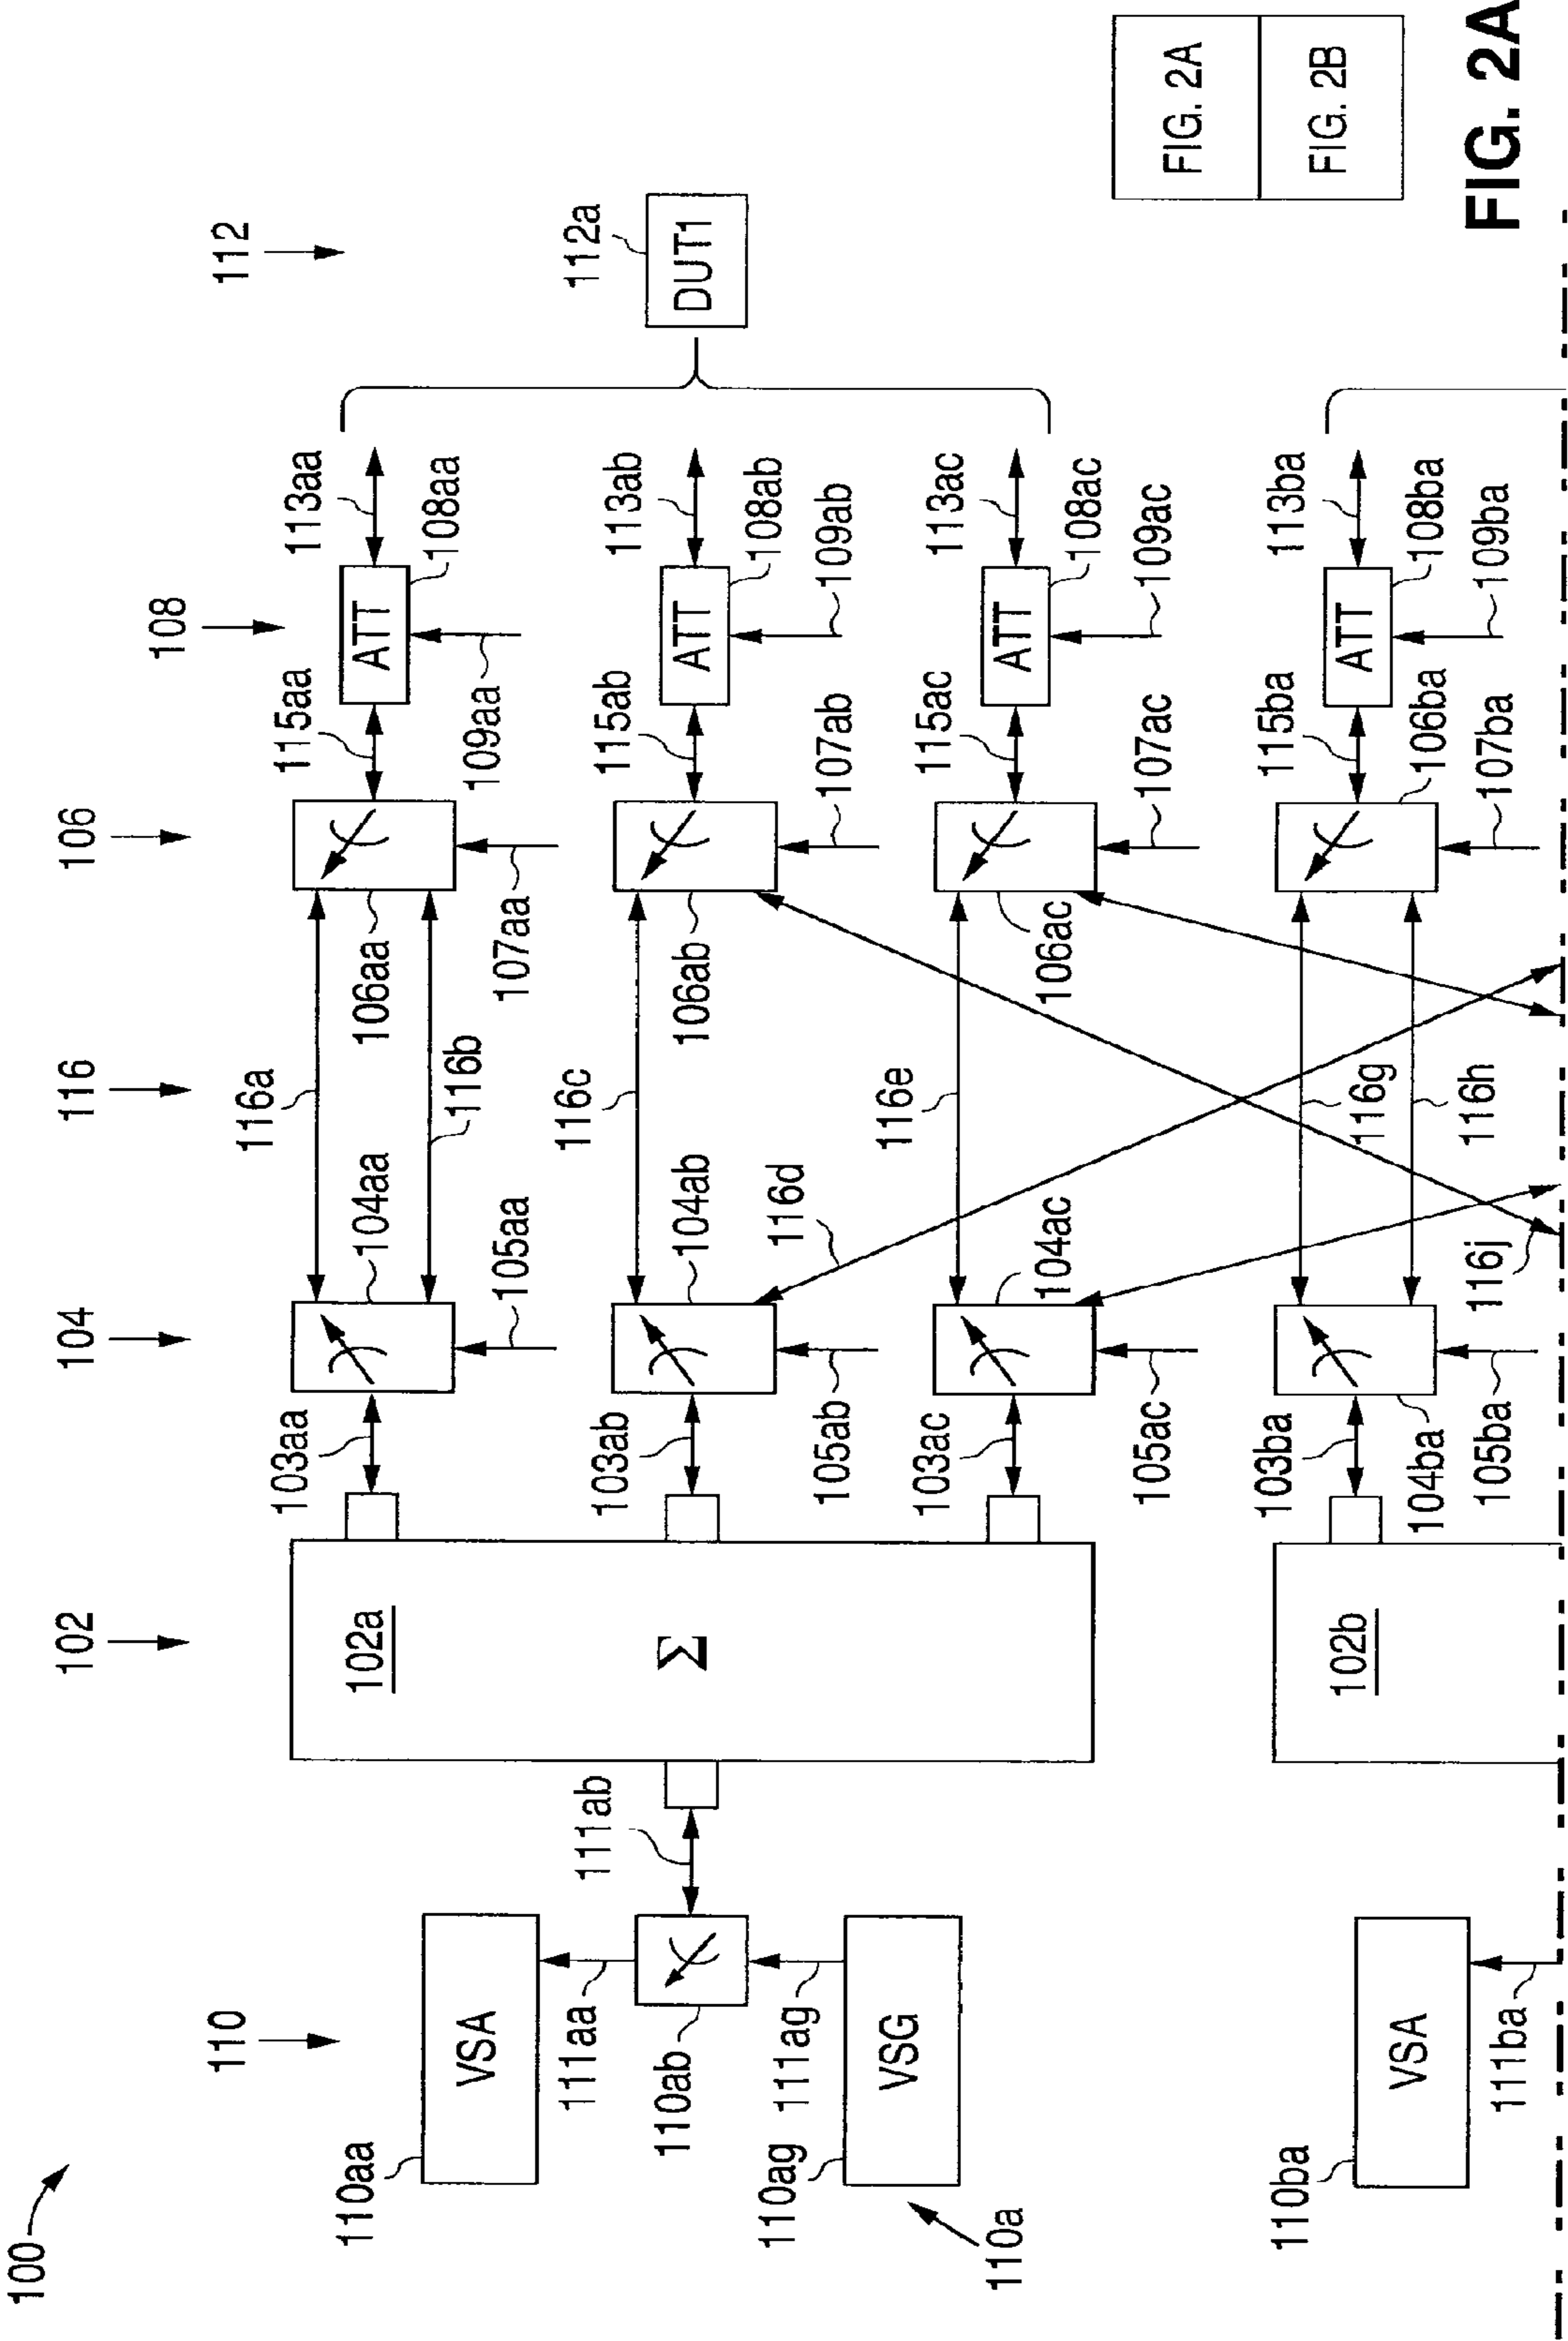 100
110
102
104
116
106
108
112
110aa
VSA
111aa
110ab
111ag
110ag
VSG
110a
111ab
102a
Σ
103aa
104aa
105aa
116a
116b
106aa
107aa
115aa
ATT
108aa
109aa
113aa
103ab
104ab
105ab
116c
116d
106ab
107ab
115ab
ATT
108ab
109ab
113ab
112a
DUT1
103ac
104ac
105ac
116e
106ac
107ac
115ac
ATT
108ac
109ac
113ac
110ba
VSA
111ba
102b
103ba
104ba
105ba
116j
116g
116h
106ba
107ba
115ba
ATT
108ba
109ba
113ba
FIG. 2A
FIG. 2B
FIG. 2A